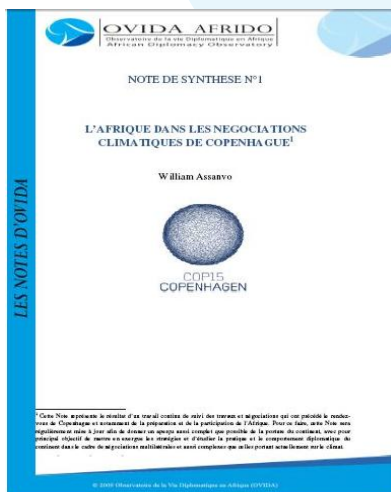 OVIDA AFRIDO
Observatoire de la vie Diplomatique en Afrique
African Diplomacy Observatory
NOTE DE SYNTHESE N°1
L'AFRIQUE DANS LES NEGOCIATIONS
CLIMATIQUES DE COPENHAGUE¹
William Assanvo
LES NOTES D'OVIDA
COP15
COPENHAGEN
¹ Cette Note représente le résultat d'un travail continu de suivi des travaux et négociations qui ont précédé le rendez-
vous de Copenhague et notamment de la préparation et de la participation de l'Afrique. Pour ce faire, cette Note sera
régulièrement mise à jour afin de donner un aperçu aussi complet que possible de la posture du continent, avec pour
principal objectif de mettre en exergue les stratégies et d'étudier la pratique et le comportement diplomatique du
continent dans le cadre de négociations multilatérales et aussi complexes que celles portant actuellement sur le climat.
© 2009 Observatoire de la Vie Diplomatique en Afrique (OVIDA)